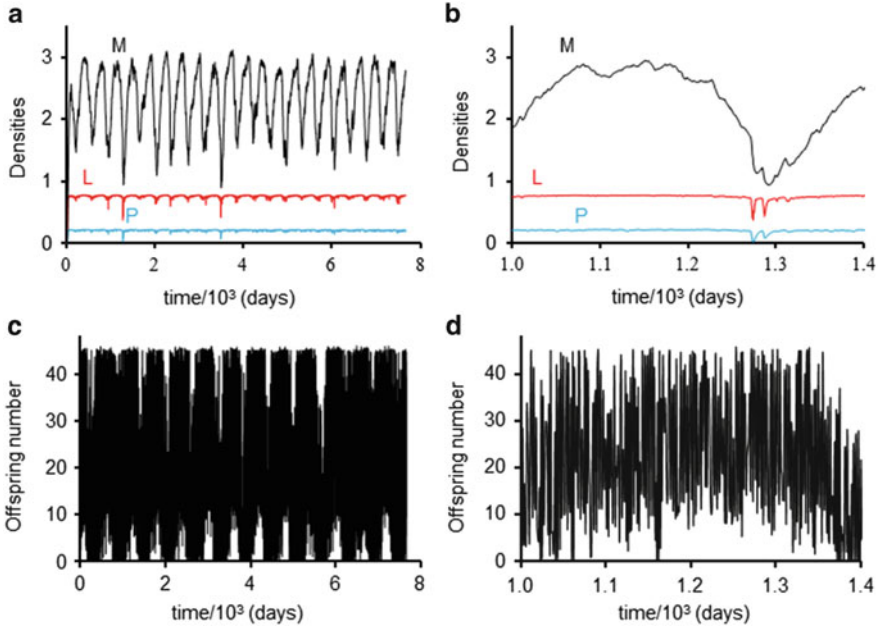 a
M
3
2
1
0
Densities
L
P
0 2 4 6 8
time/10³ (days)
b
M
3
2
1
0
Densities
L
P
1.0 1.1 1.2 1.3 1.4
time/10³ (days)
c
40
30
20
10
0
Offspring number
0 2 4 6 8
time/10³ (days)
d
40
30
20
10
0
Offspring number
1.0 1.1 1.2 1.3 1.4
time/10³ (days)